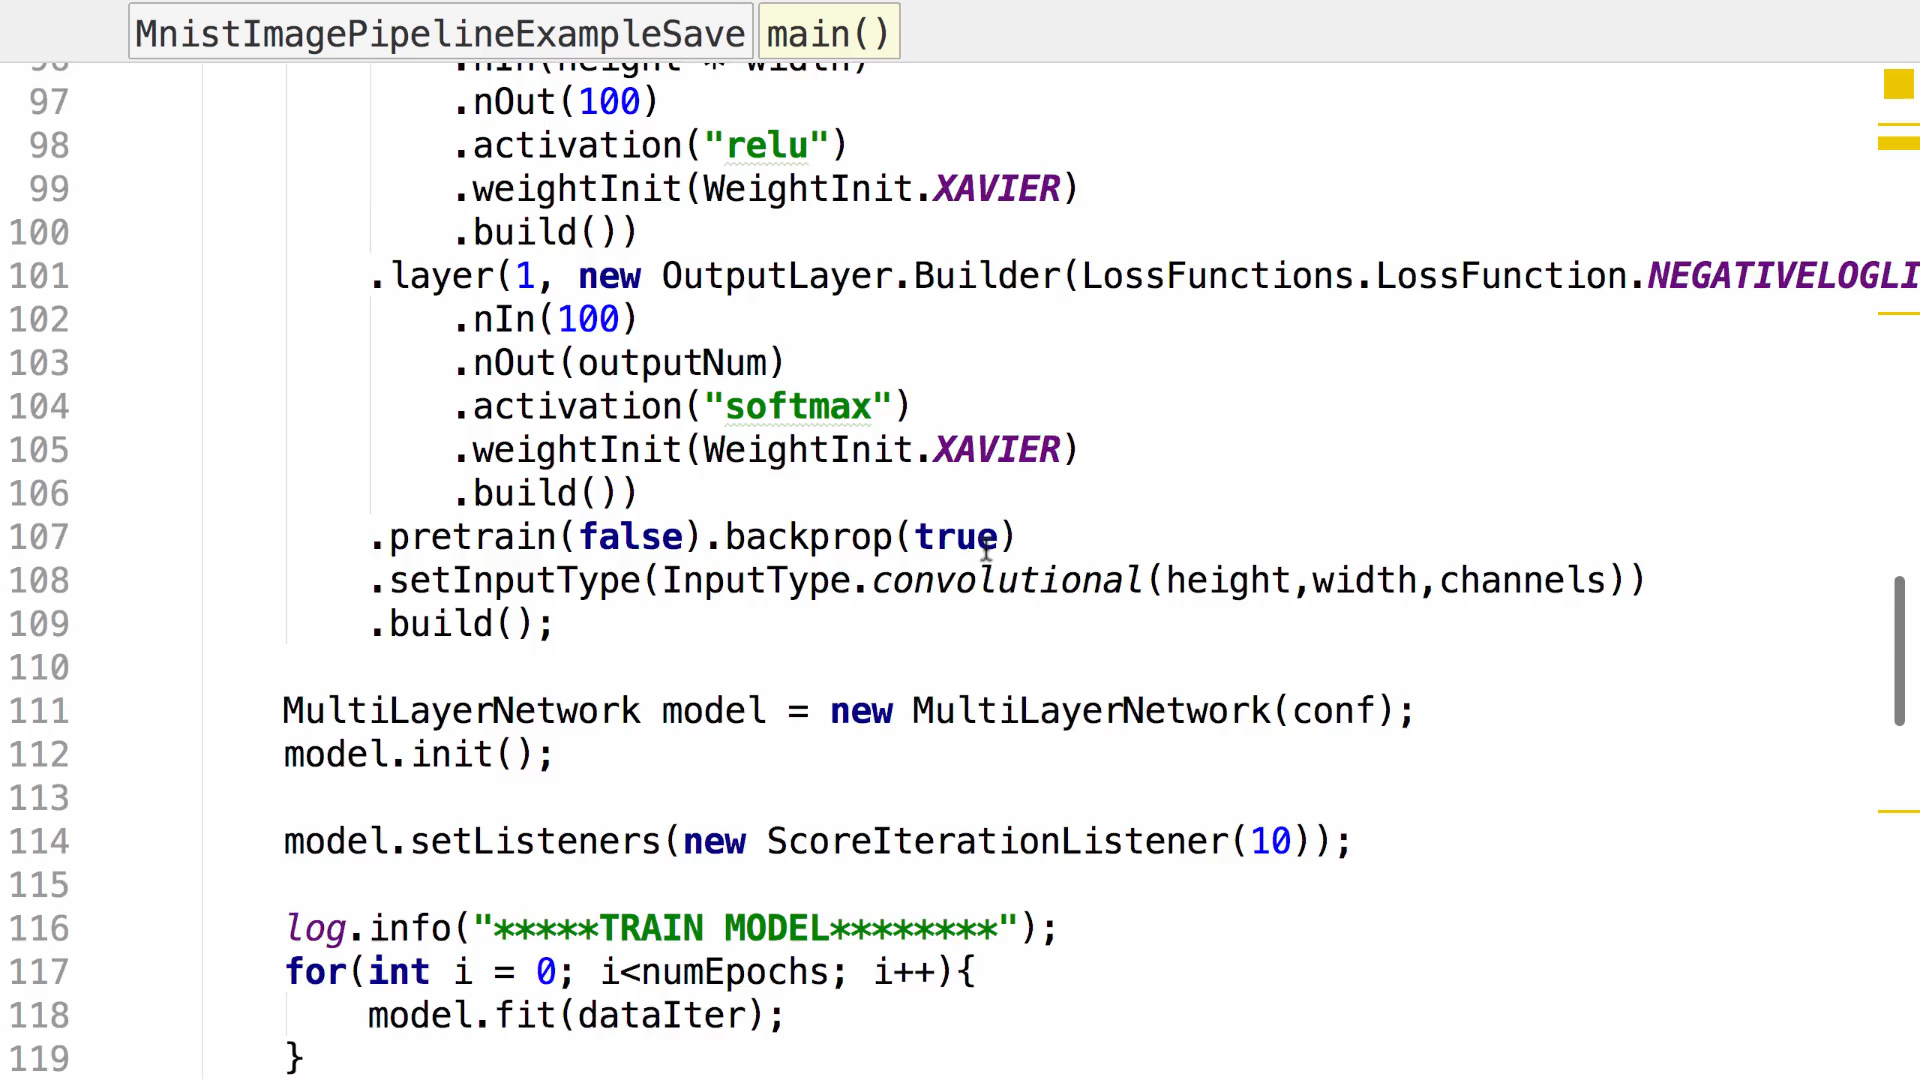 MnistImagePipelineExampleSave main()
96 .nIn(height * width)
97 .nOut(100)
98 .activation("relu")
99 .weightInit(WeightInit.XAVIER)
100 .build())
101 .layer(1, new OutputLayer.Builder(LossFunctions.LossFunction.NEGATIVELOGLI
102 .nIn(100)
103 .nOut(outputNum)
104 .activation("softmax")
105 .weightInit(WeightInit.XAVIER)
106 .build())
107 .pretrain(false).backprop(true)
108 .setInputType(InputType.convolutional(height,width,channels))
109 .build();
110
111 MultiLayerNetwork model = new MultiLayerNetwork(conf);
112 model.init();
113
114 model.setListeners(new ScoreIterationListener(10));
115
116 log.info("*****TRAIN MODEL********");
117 for(int i = 0; i<numEpochs; i++){
118 model.fit(dataIter);
119 }